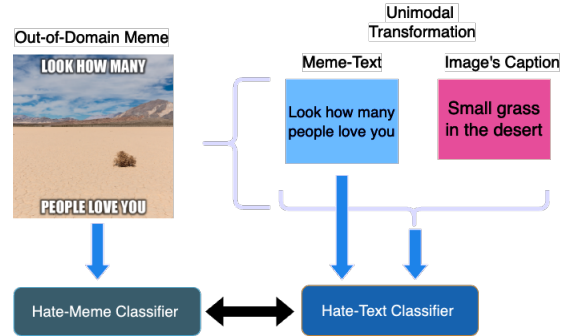 Unimodal
Transformation
Out-of-Domain Meme
Meme-Text
Image's Caption
LOOK HOW MANY
PEOPLE LOVE YOU
Look how many
people love you
Small grass
in the desert
Hate-Meme Classifier
Hate-Text Classifier